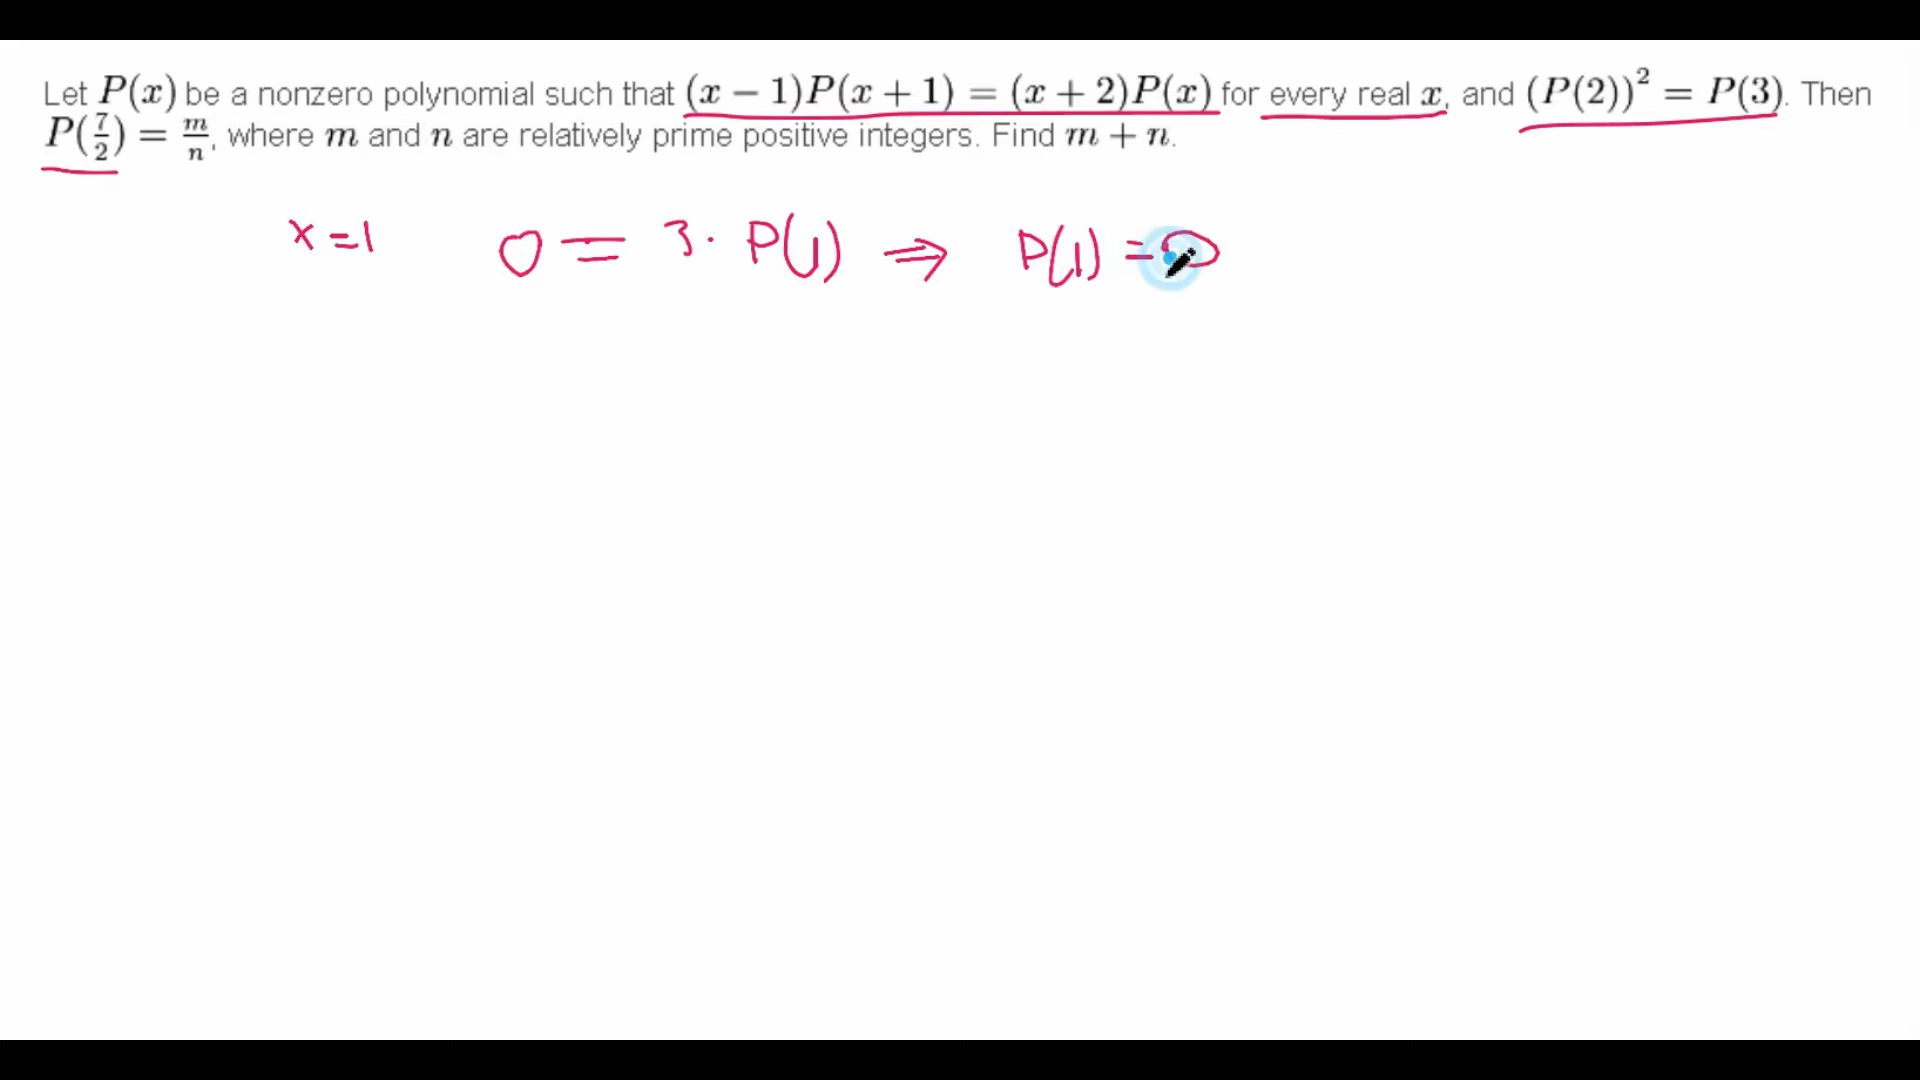 Let P(x) be a nonzero polynomial such that (x − 1)P(x + 1) = (x + 2)P(x) for every real x, and (P(2))² = P(3). Then
P(7/2) = m/n, where m and n are relatively prime positive integers. Find m + n.
x = 1 0 = 3 · P(1) ⇒ P(1) = 0